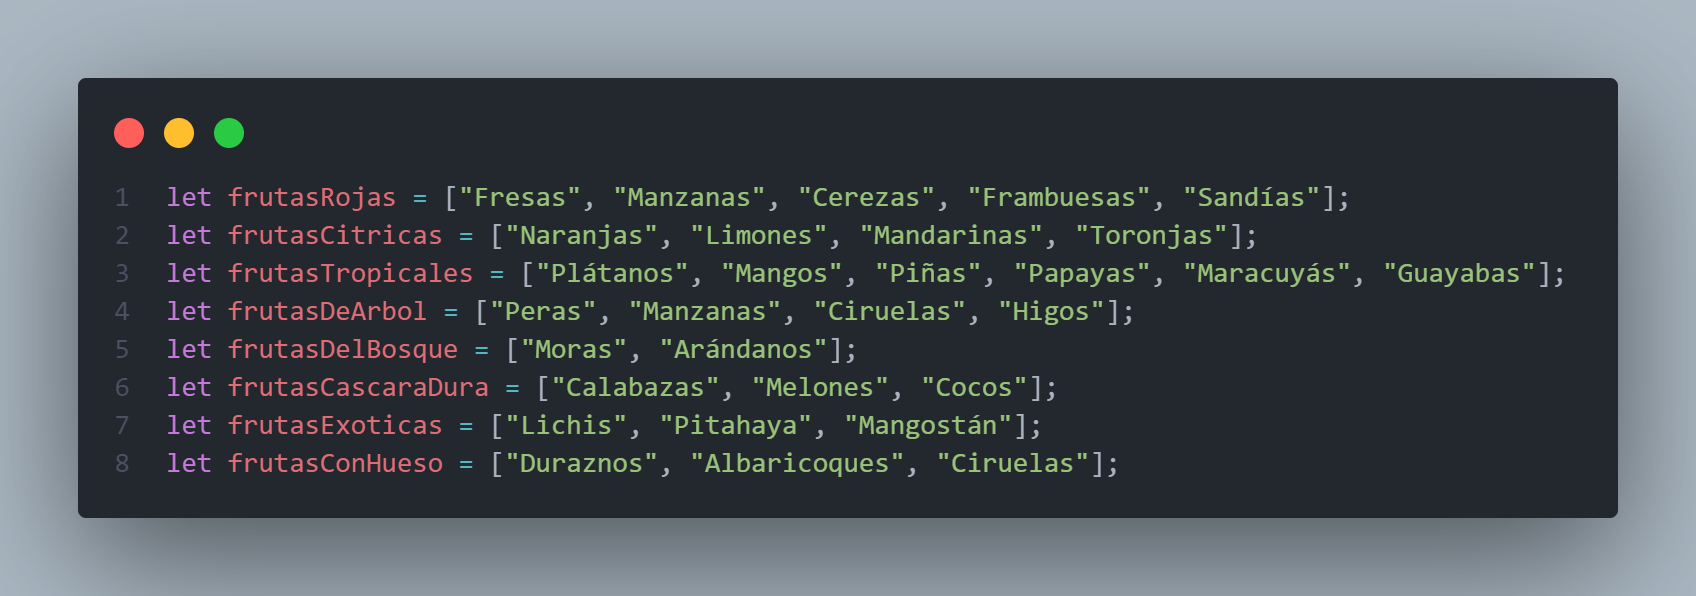 1 let frutasRojas = ["Fresas", "Manzanas", "Cerezas", "Frambuesas", "Sandías"];
2 let frutasCitricas = ["Naranjas", "Limones", "Mandarinas", "Toronjas"];
3 let frutasTropicales = ["Plátanos", "Mangos", "Piñas", "Papayas", "Maracuyás", "Guayabas"];
4 let frutasDeArbol = ["Peras", "Manzanas", "Ciruelas", "Higos"];
5 let frutasDelBosque = ["Moras", "Arándanos"];
6 let frutasCascaraDura = ["Calabazas", "Melones", "Cocos"];
7 let frutasExoticas = ["Lichis", "Pitahaya", "Mangostán"];
8 let frutasConHueso = ["Duraznos", "Albaricoques", "Ciruelas"];